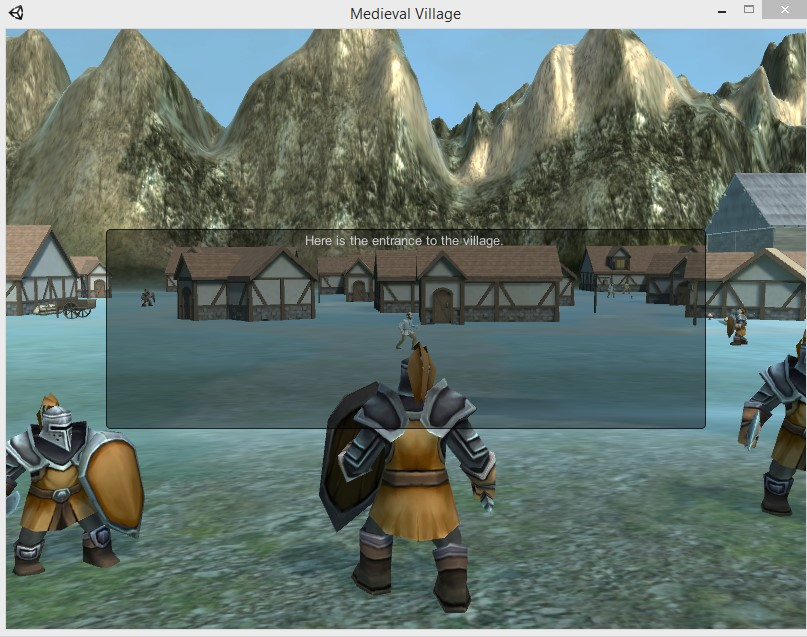 Medieval Village
Here is the entrance to the village.